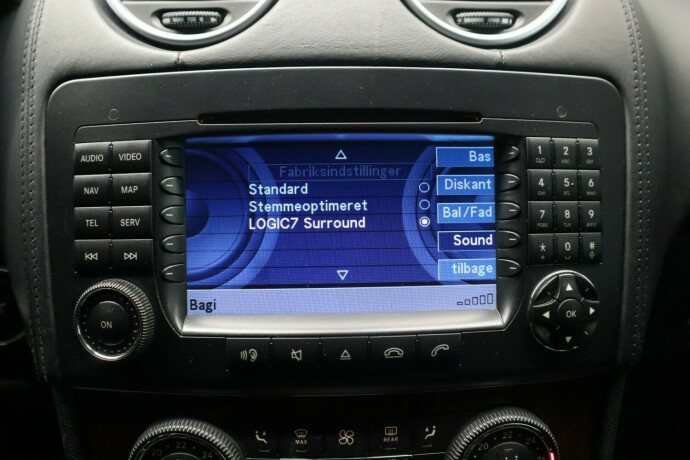 AUDIO VIDEO
NAV MAP
TEL SERV
ON
Fabriksindstillinger
Standard
Stemmeoptimeret
LOGIC7 Surround
Bas
Diskant
Bal/Fad
Sound
tilbage
Bagi
1 2 3
4 5 6
7 8 9
* 0 #
OK
MAX
REAR